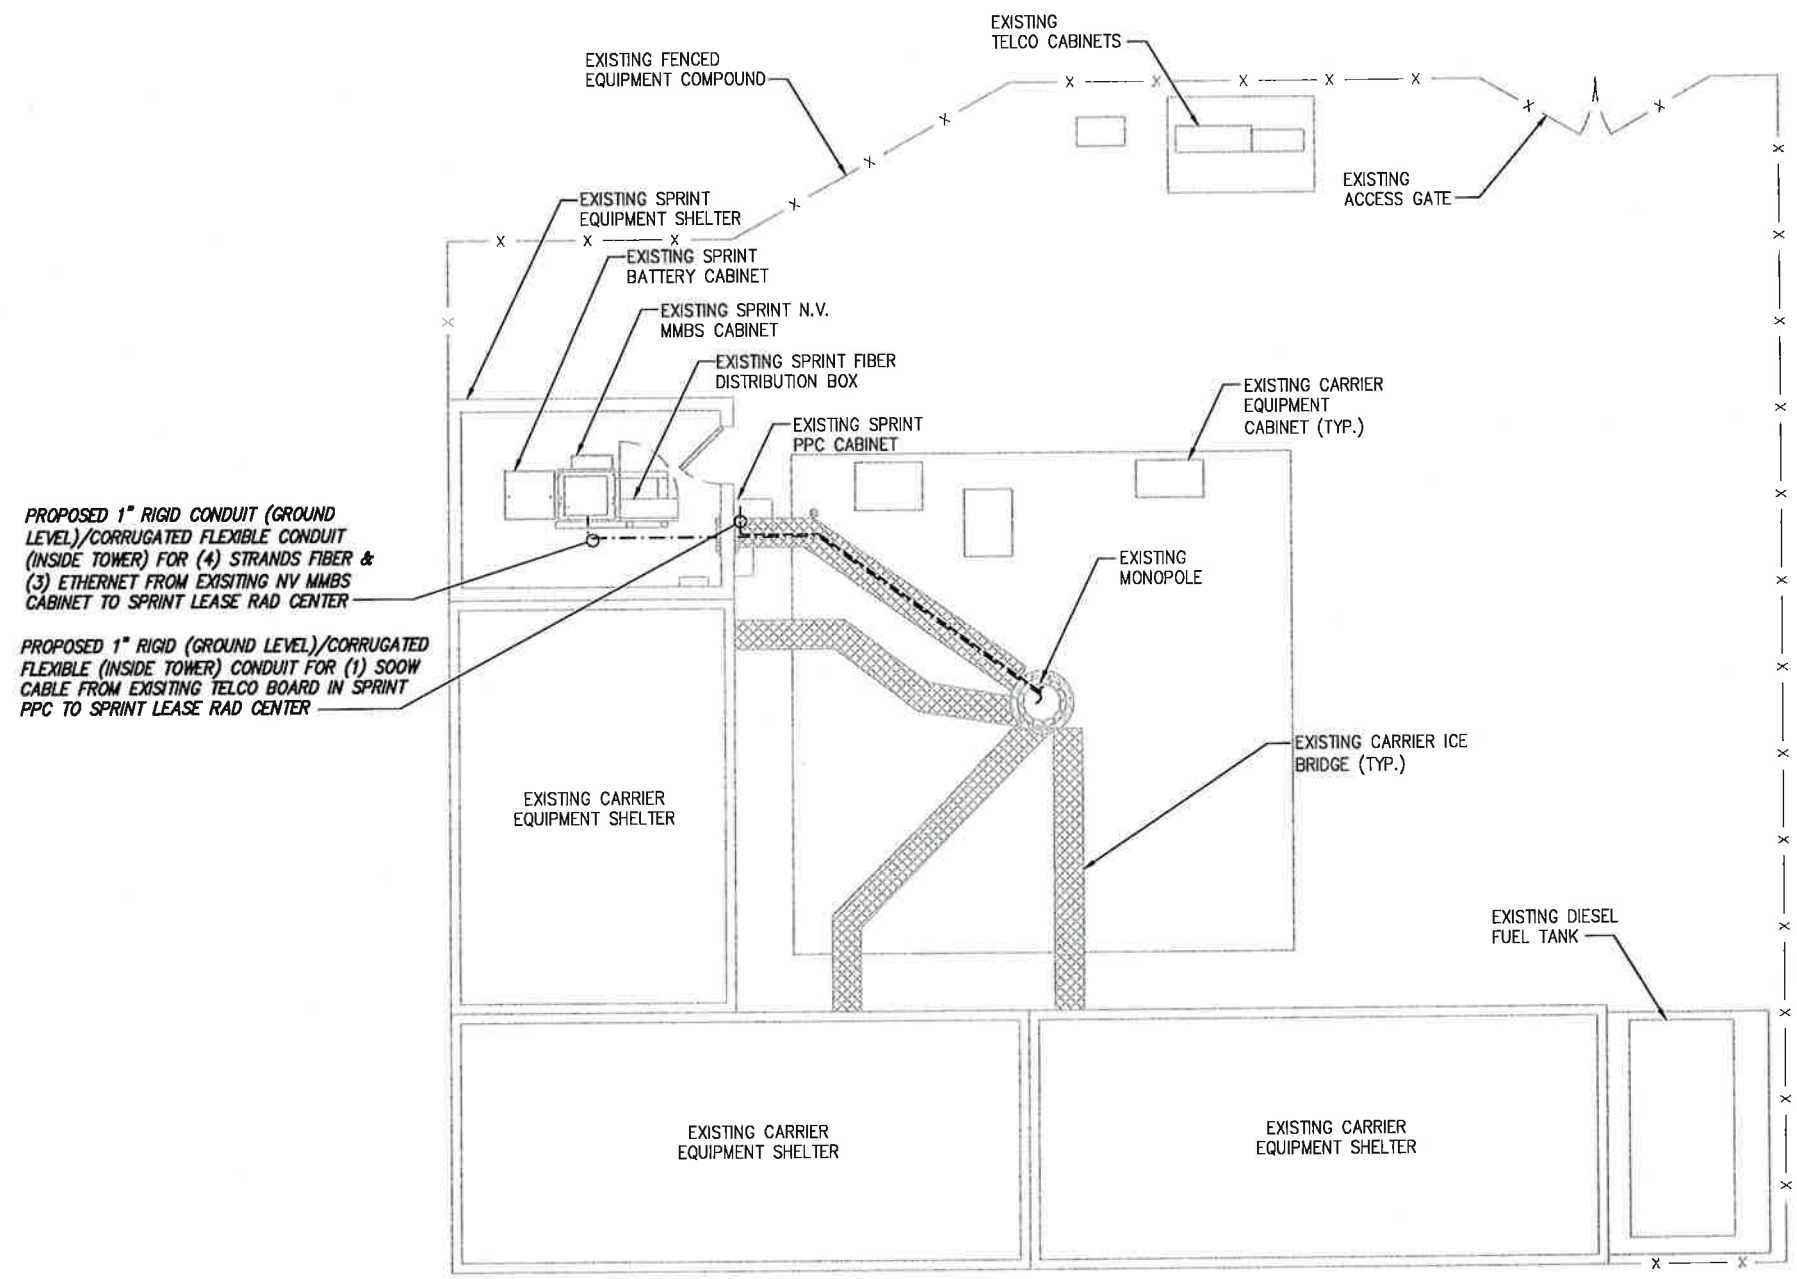 EXISTING
TELCO CABINETS
EXISTING FENCED
EQUIPMENT COMPOUND
EXISTING
ACCESS GATE
EXISTING SPRINT
EQUIPMENT SHELTER
EXISTING SPRINT
BATTERY CABINET
EXISTING SPRINT N.V.
MMBS CABINET
EXISTING SPRINT FIBER
DISTRIBUTION BOX
EXISTING SPRINT
PPC CABINET
EXISTING CARRIER
EQUIPMENT
CABINET (TYP.)
PROPOSED 1" RIGID CONDUIT (GROUND
LEVEL)/CORRUGATED FLEXIBLE CONDUIT
(INSIDE TOWER) FOR (4) STRANDS FIBER &
(3) ETHERNET FROM EXISITING NV MMBS
CABINET TO SPRINT LEASE RAD CENTER
EXISTING
MONOPOLE
PROPOSED 1" RIGID (GROUND LEVEL)/CORRUGATED
FLEXIBLE (INSIDE TOWER) CONDUIT FOR (1) SOOW
CABLE FROM EXISITING TELCO BOARD IN SPRINT
PPC TO SPRINT LEASE RAD CENTER
EXISTING CARRIER ICE
BRIDGE (TYP.)
EXISTING CARRIER
EQUIPMENT SHELTER
EXISTING DIESEL
FUEL TANK
EXISTING CARRIER
EQUIPMENT SHELTER
EXISTING CARRIER
EQUIPMENT SHELTER